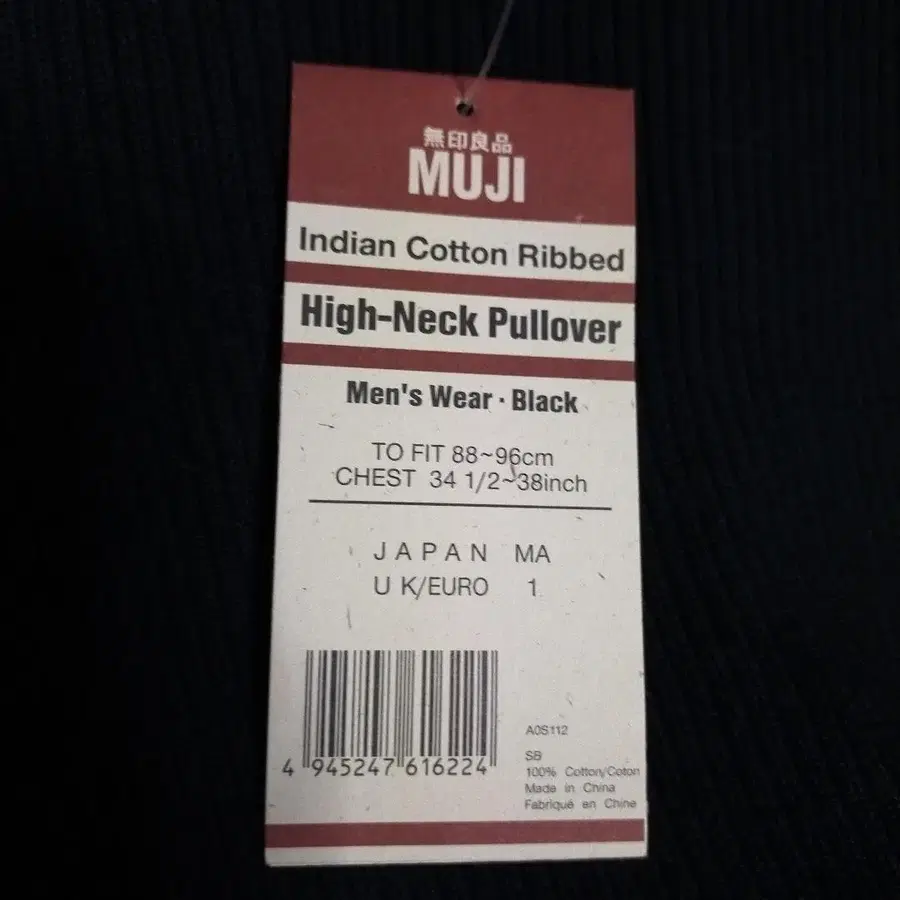 無印良品
MUJI
Indian Cotton Ribbed
High-Neck Pullover
Men's Wear · Black
TO FIT 88~96cm
CHEST 34 1/2~38inch
JAPAN MA
UK/EURO 1
4 945247 616224
A0S112
SB
100% Cotton/Coton
Made in China
Fabriqué en Chine